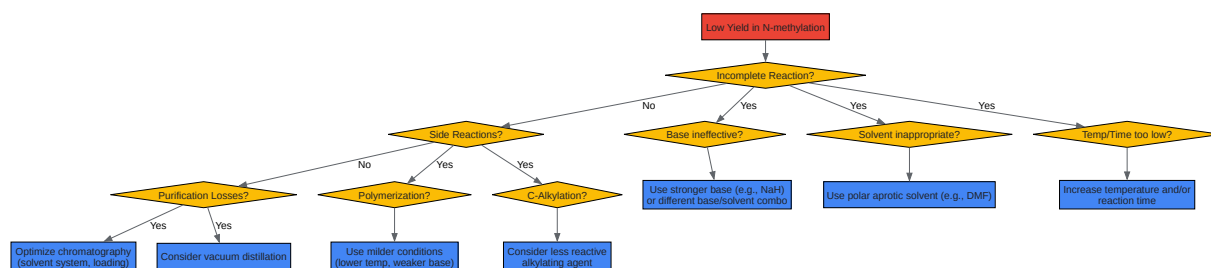 Low Yield in N-methylation
Incomplete Reaction?
No
Yes
Yes
Yes
Side Reactions?
Base ineffective?
Solvent inappropriate?
Temp/Time too low?
No
Yes
Yes
Purification Losses?
Polymerization?
C-Alkylation?
Use stronger base (e.g., NaH)
or different base/solvent combo
Use polar aprotic solvent (e.g., DMF)
Increase temperature and/or
reaction time
Yes
Yes
Optimize chromatography
(solvent system, loading)
Consider vacuum distillation
Use milder conditions
(lower temp, weaker base)
Consider less reactive
alkylating agent